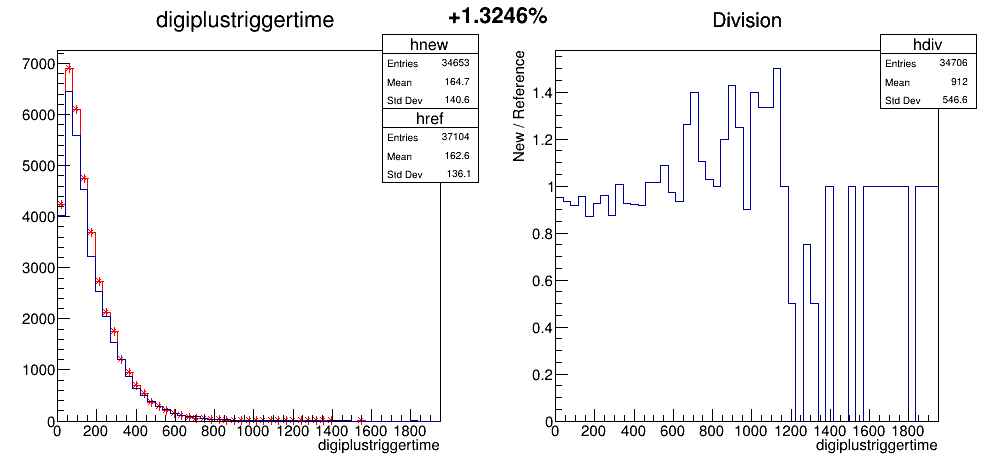 digiplustriggertime
+1.3246%
Division
hnew
Entries 34653
Mean 164.7
Std Dev 140.6
href
Entries 37104
Mean 162.6
Std Dev 136.1
7000
6000
5000
4000
3000
2000
1000
0
0 200 400 600 800 1000 1200 1400 1600 1800
digiplustriggertime
hdiv
Entries 34706
Mean 912
Std Dev 546.6
New / Reference
1.4
1.2
1
0.8
0.6
0.4
0.2
0
0 200 400 600 800 1000 1200 1400 1600 1800
digiplustriggertime